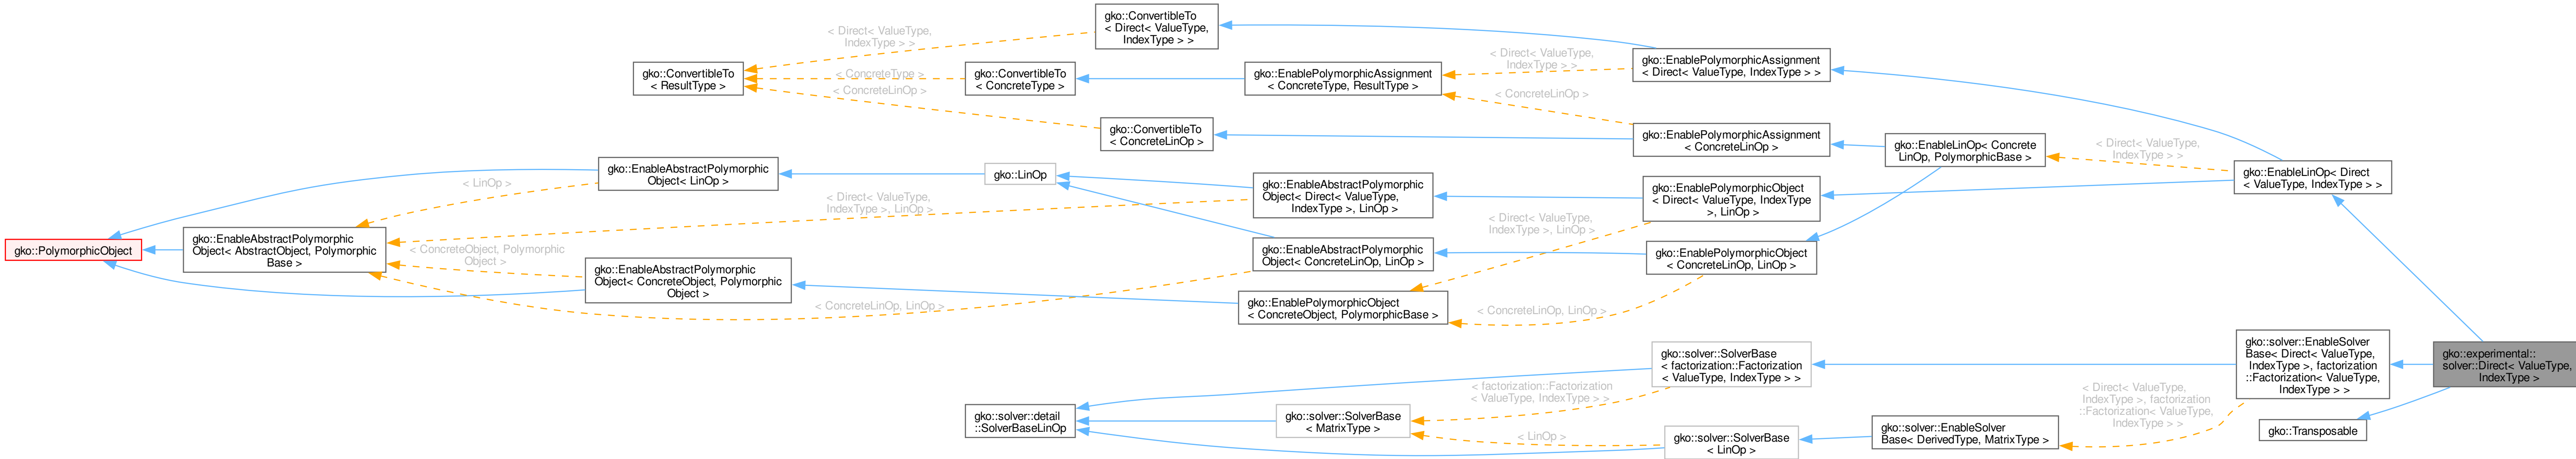 gko::ConvertibleTo
< Direct< ValueType,
IndexType > >
< Direct< ValueType,
IndexType > >
gko::ConvertibleTo
< ResultType >
< ConcreteType >
gko::ConvertibleTo
< ConcreteType >
< ConcreteLinOp >
gko::EnablePolymorphicAssignment
< ConcreteType, ResultType >
< Direct< ValueType,
IndexType > >
gko::EnablePolymorphicAssignment
< Direct< ValueType, IndexType > >
< ConcreteLinOp >
gko::ConvertibleTo
< ConcreteLinOp >
gko::EnablePolymorphicAssignment
< ConcreteLinOp >
gko::EnableLinOp< Concrete
LinOp, PolymorphicBase >
< Direct< ValueType,
IndexType > >
gko::EnableLinOp< Direct
< ValueType, IndexType > >
gko::EnableAbstractPolymorphic
Object< LinOp >
gko::LinOp
< LinOp >
gko::EnableAbstractPolymorphic
Object< Direct< ValueType,
IndexType >, LinOp >
gko::EnablePolymorphicObject
< Direct< ValueType, IndexType
>, LinOp >
< Direct< ValueType,
IndexType >, LinOp >
< Direct< ValueType,
IndexType >, LinOp >
gko::PolymorphicObject
gko::EnableAbstractPolymorphic
Object< AbstractObject, Polymorphic
Base >
< ConcreteObject, Polymorphic
Object >
gko::EnableAbstractPolymorphic
Object< ConcreteObject, Polymorphic
Object >
gko::EnableAbstractPolymorphic
Object< ConcreteLinOp, LinOp >
gko::EnablePolymorphicObject
< ConcreteLinOp, LinOp >
< ConcreteLinOp, LinOp >
gko::EnablePolymorphicObject
< ConcreteObject, PolymorphicBase >
< ConcreteLinOp, LinOp >
gko::solver::SolverBase
< factorization::Factorization
< ValueType, IndexType > >
gko::solver::EnableSolver
Base< Direct< ValueType,
IndexType >, factorization
::Factorization< ValueType,
IndexType > >
gko::experimental::
solver::Direct< ValueType,
IndexType >
< factorization::Factorization
< ValueType, IndexType > >
< Direct< ValueType,
IndexType >, factorization
::Factorization< ValueType,
IndexType > >
gko::solver::detail
::SolverBaseLinOp
gko::solver::SolverBase
< MatrixType >
< LinOp >
gko::solver::SolverBase
< LinOp >
gko::solver::EnableSolver
Base< DerivedType, MatrixType >
gko::Transposable